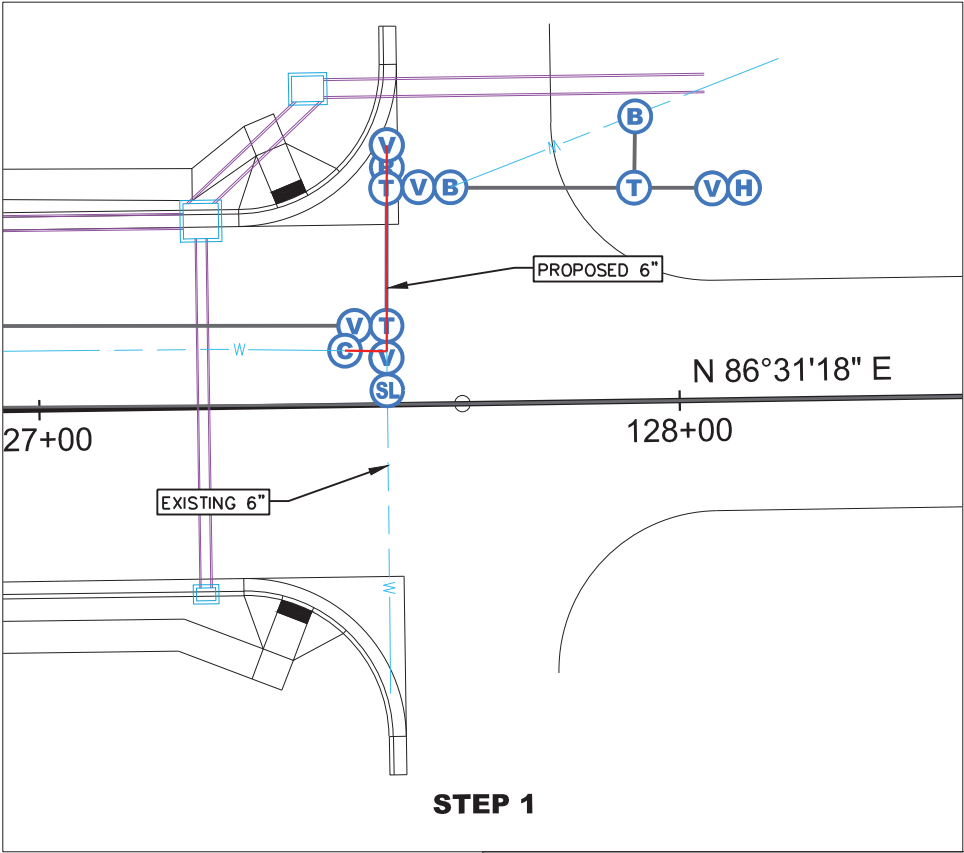 B
V
B
T V B T V H
W
PROPOSED 6"
V T
W C V
N 86°31'18" E
SL
27+00
128+00
EXISTING 6"
W
STEP 1